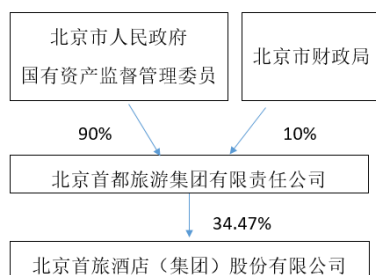 北京市人民政府
国有资产监督管理委员
北京市财政局
90%
10%
北京首都旅游集团有限责任公司
34.47%
北京首旅酒店（集团）股份有限公司